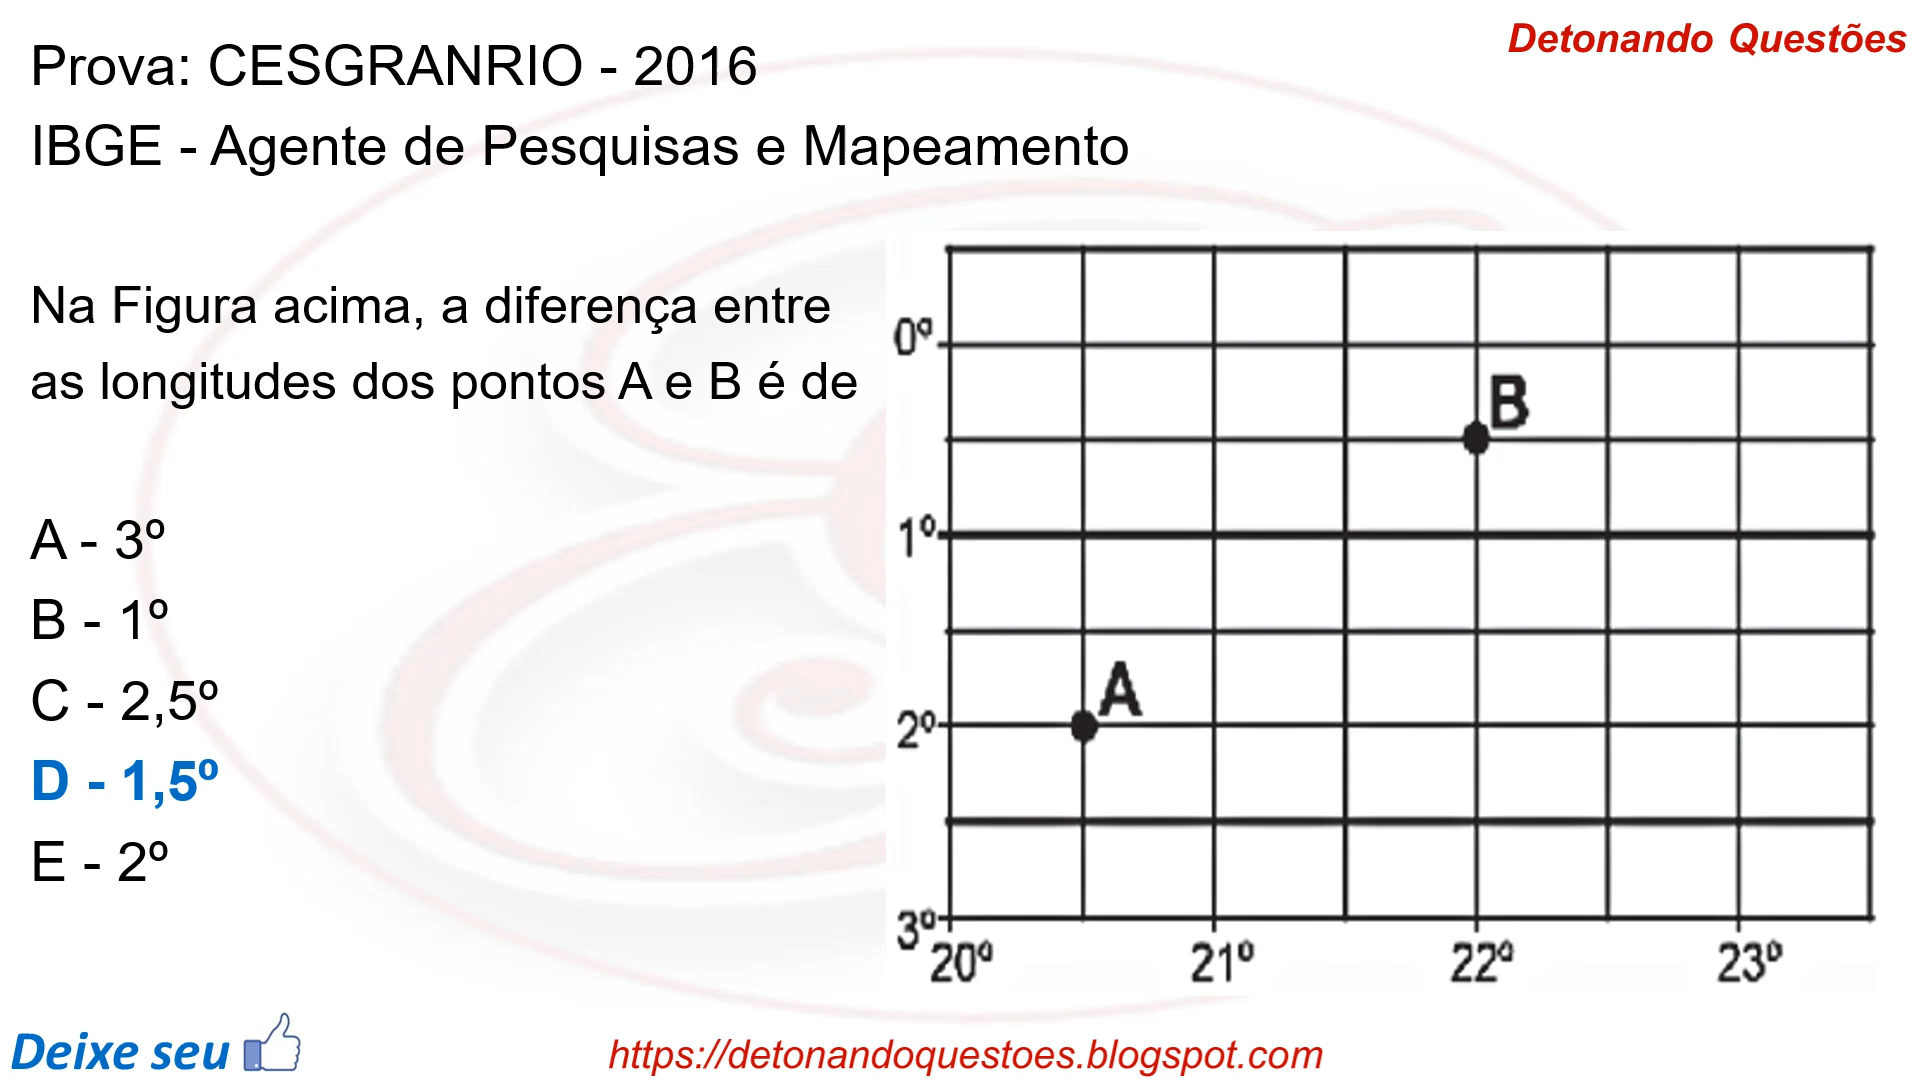 Detonando Questões
Prova: CESGRANRIO - 2016
IBGE - Agente de Pesquisas e Mapeamento
Na Figura acima, a diferença entre
as longitudes dos pontos A e B é de
A - 3º
B - 1º
C - 2,5º
D - 1,5º
E - 2º
0º
B
1º
A
2º
3º
20º 21º 22º 23º
Deixe seu
https://detonandoquestoes.blogspot.com